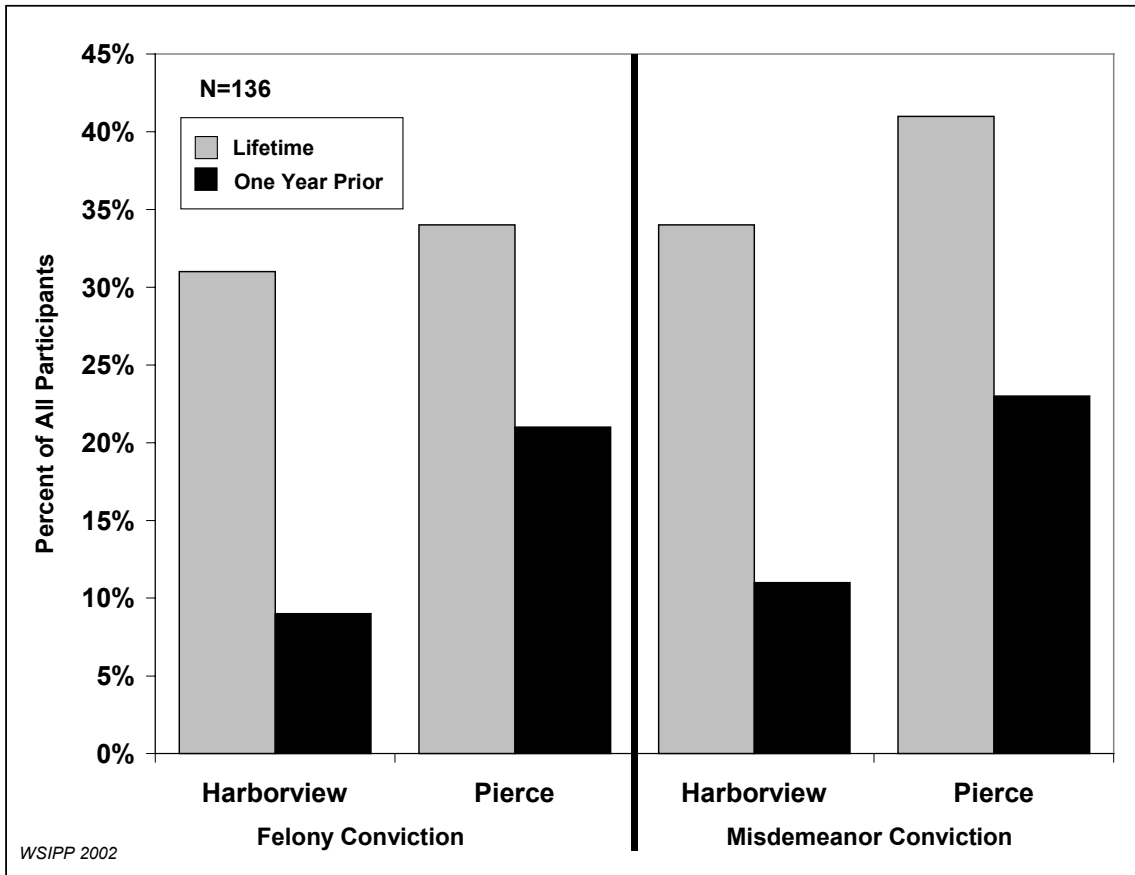 45%
40%
35%
30%
25%
20%
15%
10%
5%
0%
Percent of All Participants
N=136
Lifetime
One Year Prior
Harborview Pierce Harborview Pierce
Felony Conviction Misdemeanor Conviction
WSIPP 2002